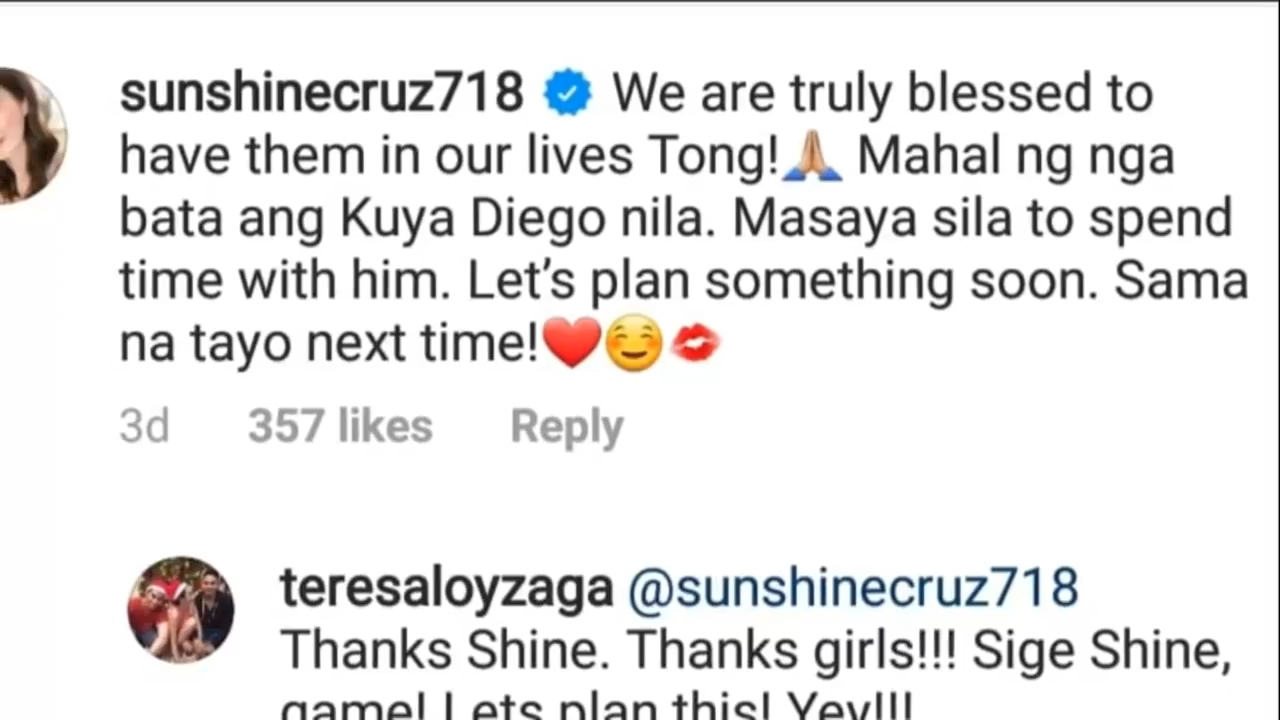 sunshinecruz718 We are truly blessed to
have them in our lives Tong!🙏 Mahal ng nga
bata ang Kuya Diego nila. Masaya sila to spend
time with him. Let's plan something soon. Sama
na tayo next time!❤️☺️💋
3d 357 likes Reply
teresaloyzaga @sunshinecruz718
Thanks Shine. Thanks girls!!! Sige Shine,
game! Lets plan this! Yey!!!